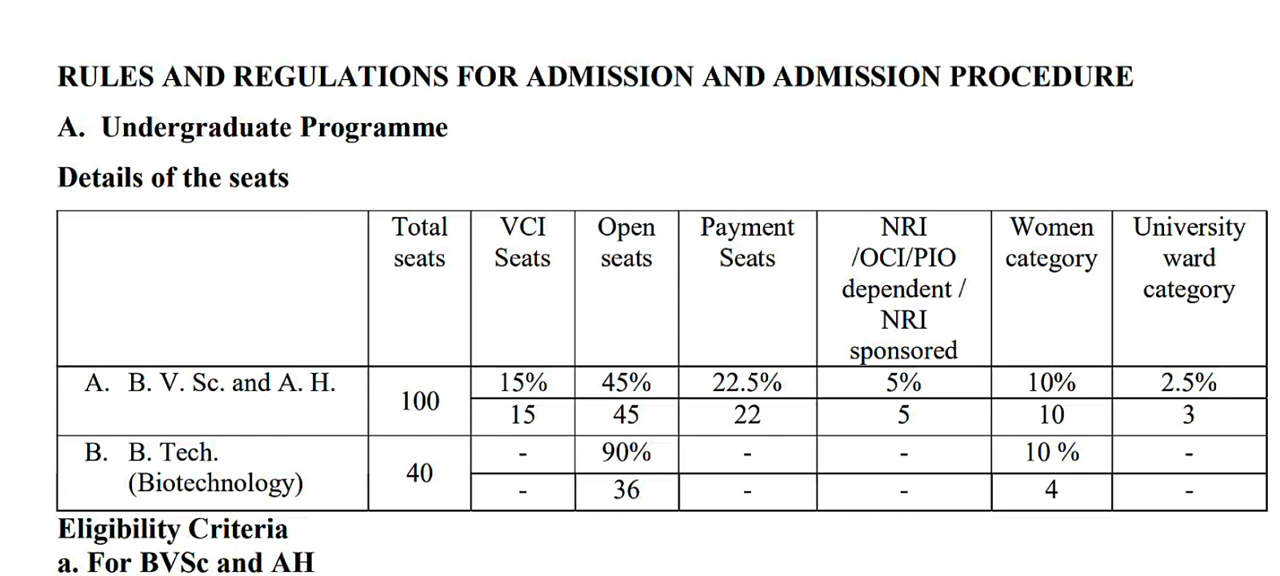 RULES AND REGULATIONS FOR ADMISSION AND ADMISSION PROCEDURE
A. Undergraduate Programme
Details of the seats
Total seats | VCI Seats | Open seats | Payment Seats | NRI /OCI/PIO dependent / NRI sponsored | Women category | University ward category
A. B. V. Sc. and A. H. | 100 | 15% | 45% | 22.5% | 5% | 10% | 2.5%
15 | 45 | 22 | 5 | 10 | 3
B. B. Tech. (Biotechnology) | 40 | - | 90% | - | - | 10 % | -
- | 36 | - | - | 4 | -
Eligibility Criteria
a. For BVSc and AH